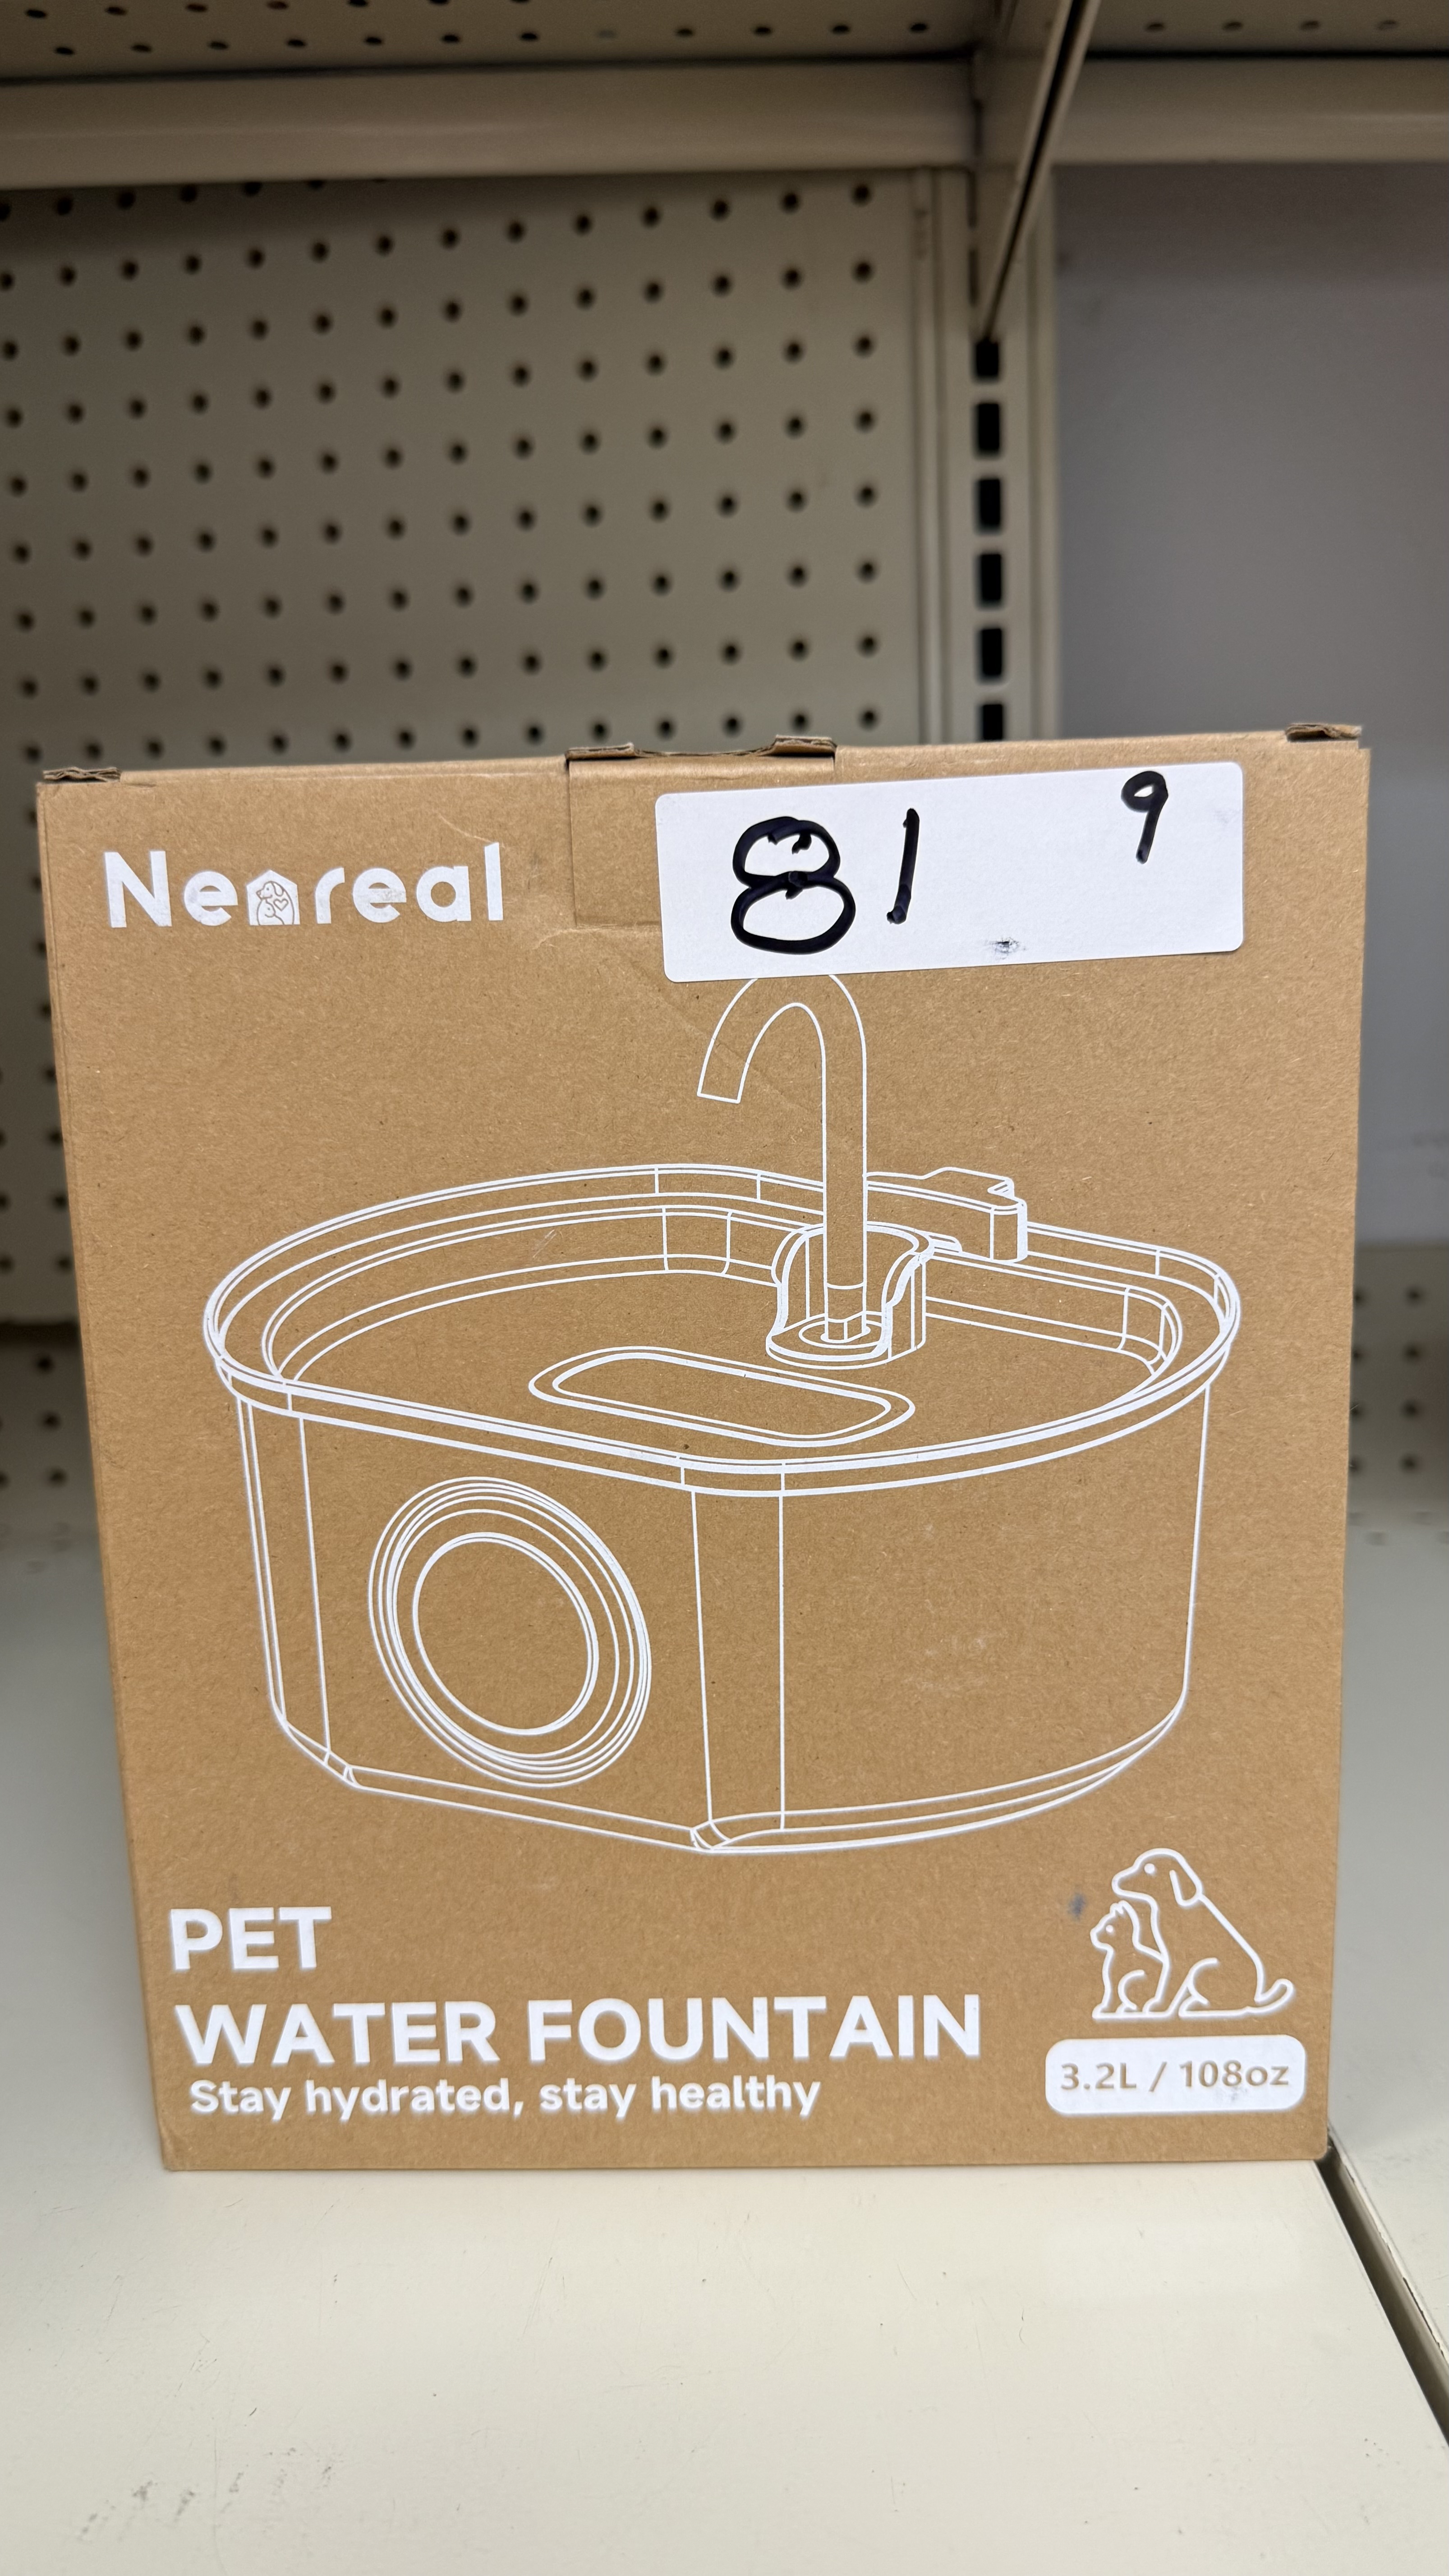 Neareal
81 9
PET
WATER FOUNTAIN
Stay hydrated, stay healthy
3.2L / 108oz